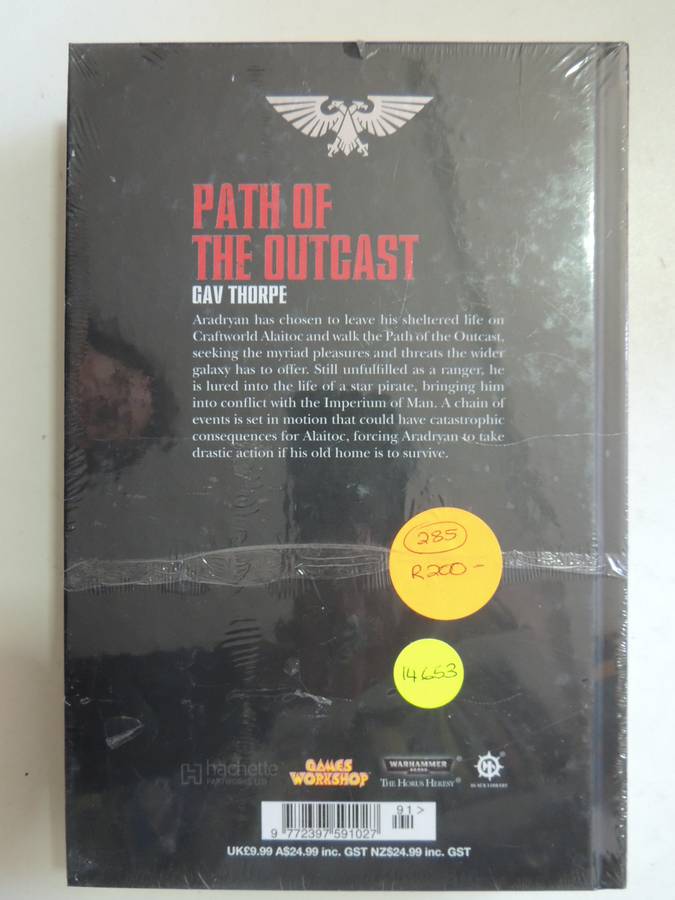 PATH OF
THE OUTCAST
GAV THORPE
Aradryan has chosen to leave his sheltered life on
Craftworld Alaitoc and walk the Path of the Outcast,
seeking the myriad pleasures and threats the wider
galaxy has to offer. Still unfulfilled as a ranger, he
is lured into the life of a star pirate, bringing him
into conflict with the Imperium of Man. A chain of
events is set in motion that could have catastrophic
consequences for Alaitoc, forcing Aradryan to take
drastic action if his old home is to survive.
285
R200-
14653
hachette
PARTWORKS LTD
GAMES
WORKSHOP
WARHAMMER
40,000
THE HORUS HERESY
BLACK LIBRARY
91>
9 772397 591027
UK£9.99 A$24.99 inc. GST NZ$24.99 inc. GST